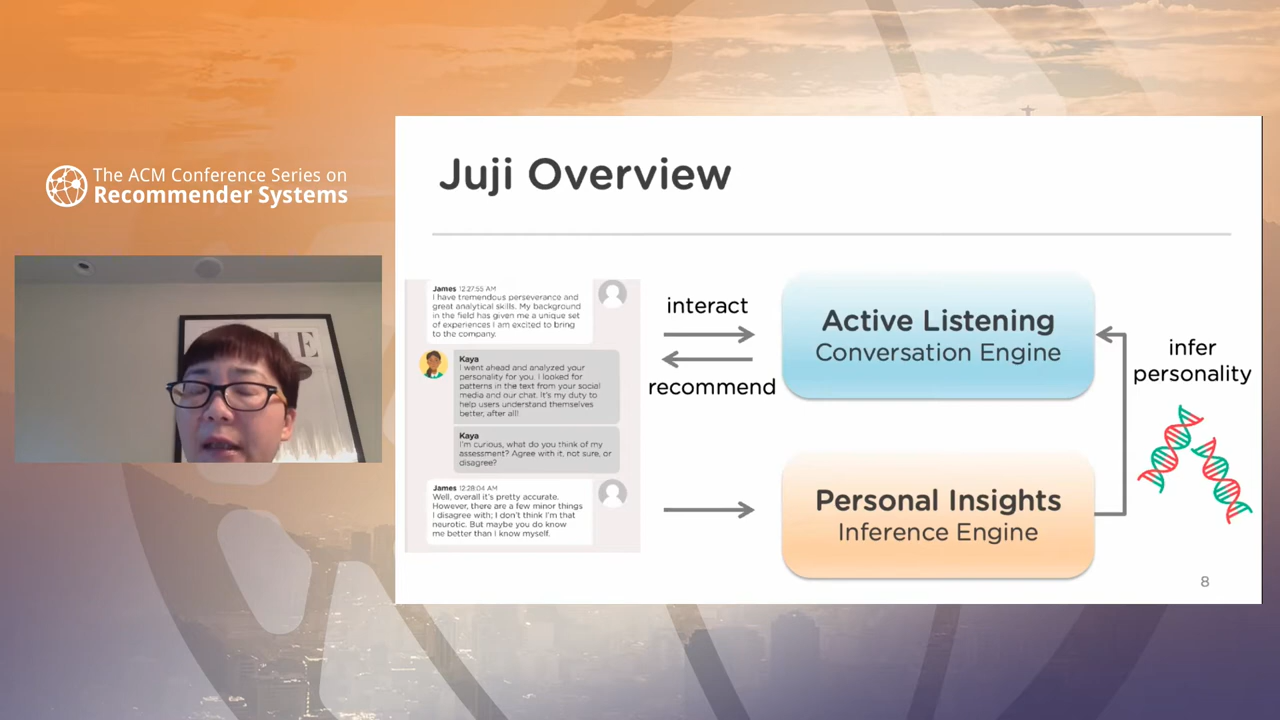 The ACM Conference Series on
Recommender Systems
Juji Overview
James 12:27:55 AM
I have tremendous perseverance and
great analytical skills. My background
in the field has given me a unique set
of experiences I am excited to bring
to the company.
Kaya
I went ahead and analyzed your
personality for you. I looked for
patterns in the text from your social
media and our chat. It's my duty to
help users understand themselves
better, after all!
Kaya
I'm curious, what do you think of my
assessment? Agree with it, not sure, or
disagree?
James 12:28:04 AM
Well, overall it's pretty accurate.
However, there are a few minor things
I disagree with; I don't think I'm that
neurotic. But maybe you do know
me better than I know myself.
interact
recommend
Active Listening
Conversation Engine
infer
personality
Personal Insights
Inference Engine
8